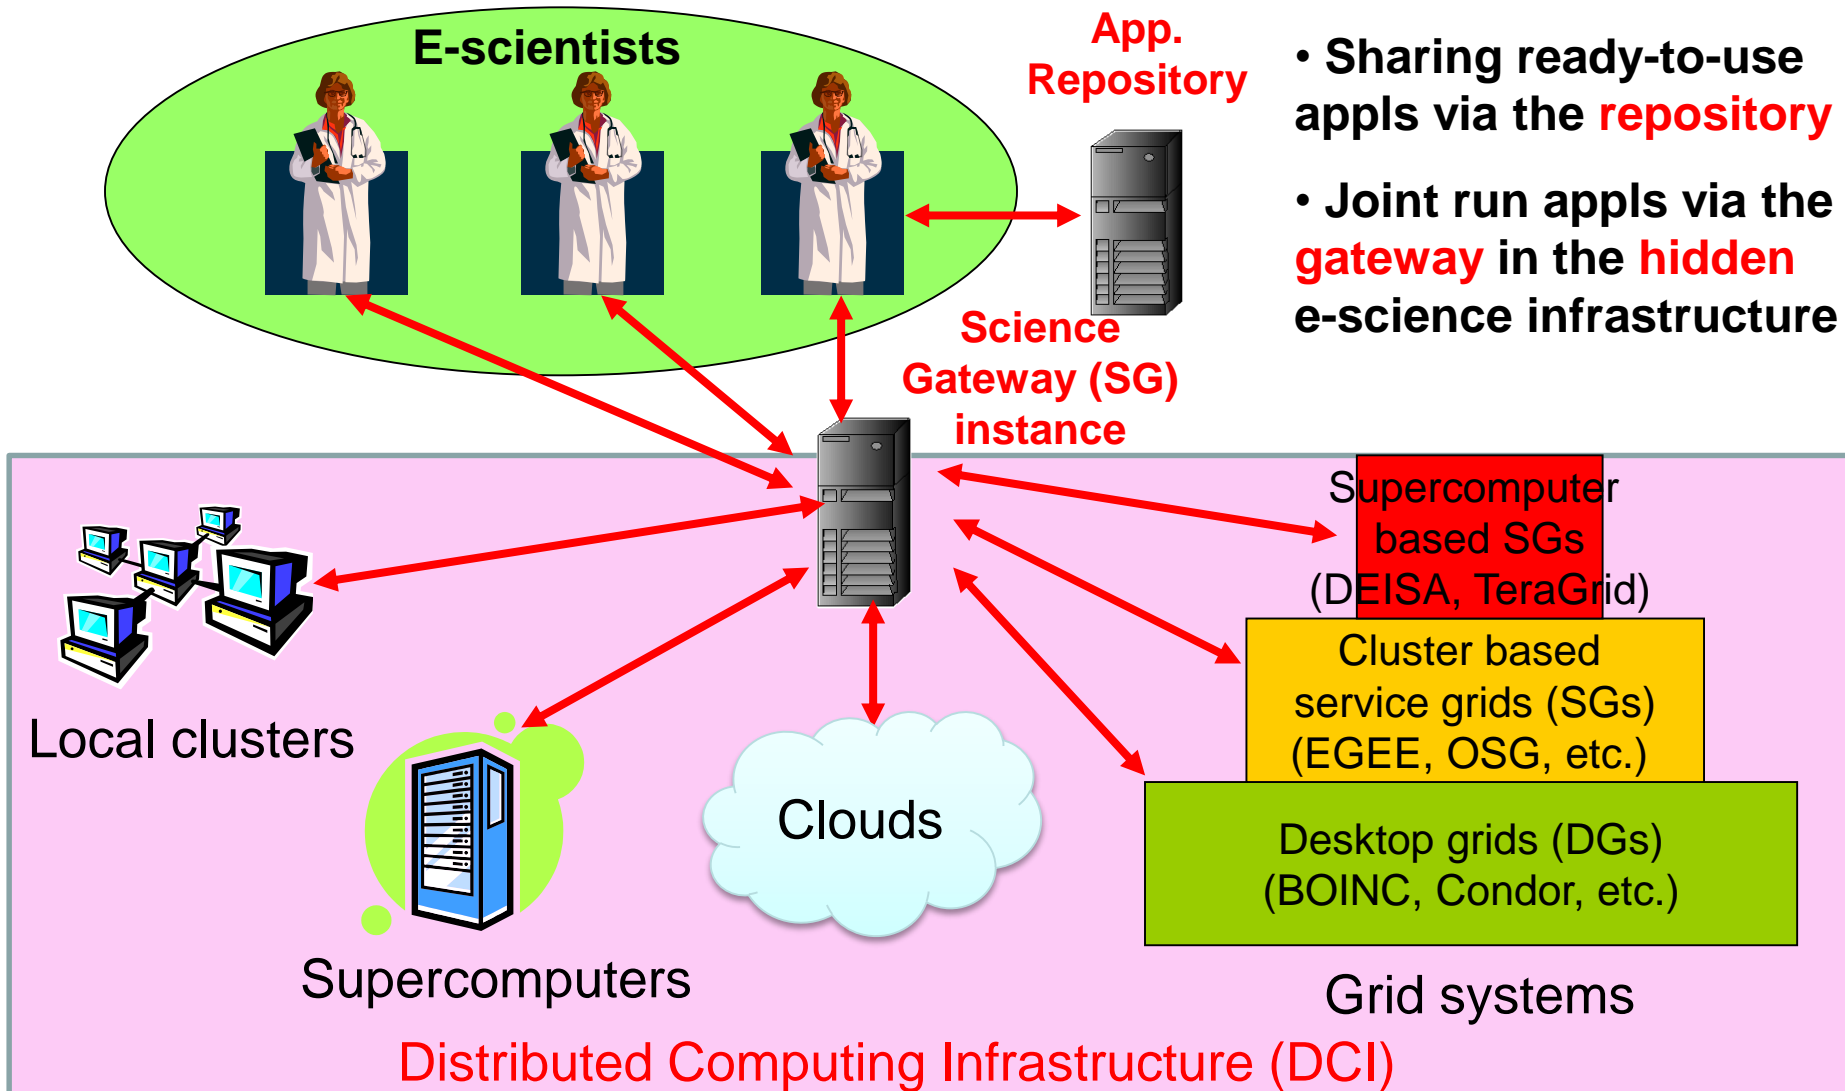 E-scientists
App.
Repository
• Sharing ready-to-use
appls via the repository
• Joint run appls via the
gateway in the hidden
e-science infrastructure
Science
Gateway (SG)
instance
Supercomputer
based SGs
(DEISA, TeraGrid)
Cluster based
service grids (SGs)
(EGEE, OSG, etc.)
Desktop grids (DGs)
(BOINC, Condor, etc.)
Local clusters
Clouds
Supercomputers
Grid systems
Distributed Computing Infrastructure (DCI)